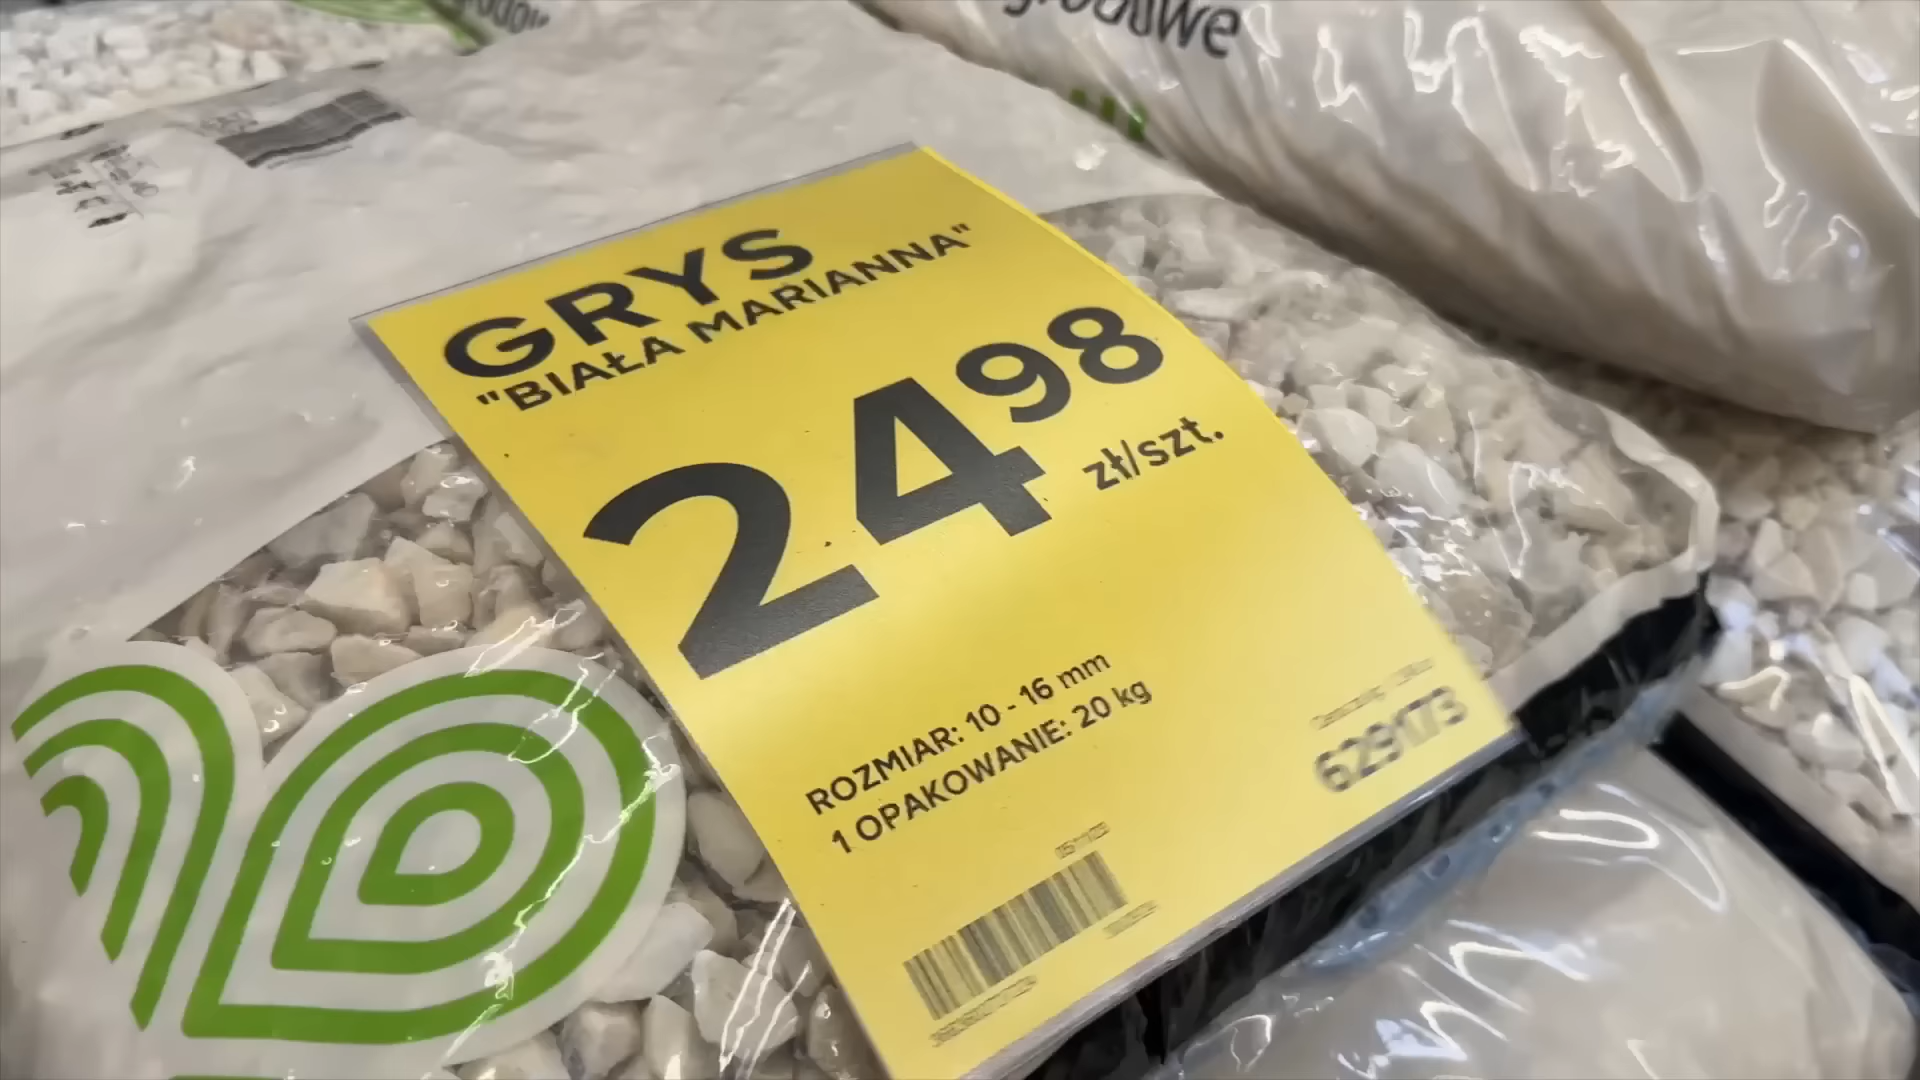 GRYS
"BIAŁA MARIANNA"
24 98
zł/szt.
ROZMIAR: 10 - 16 mm
1 OPAKOWANIE: 20 kg
629173